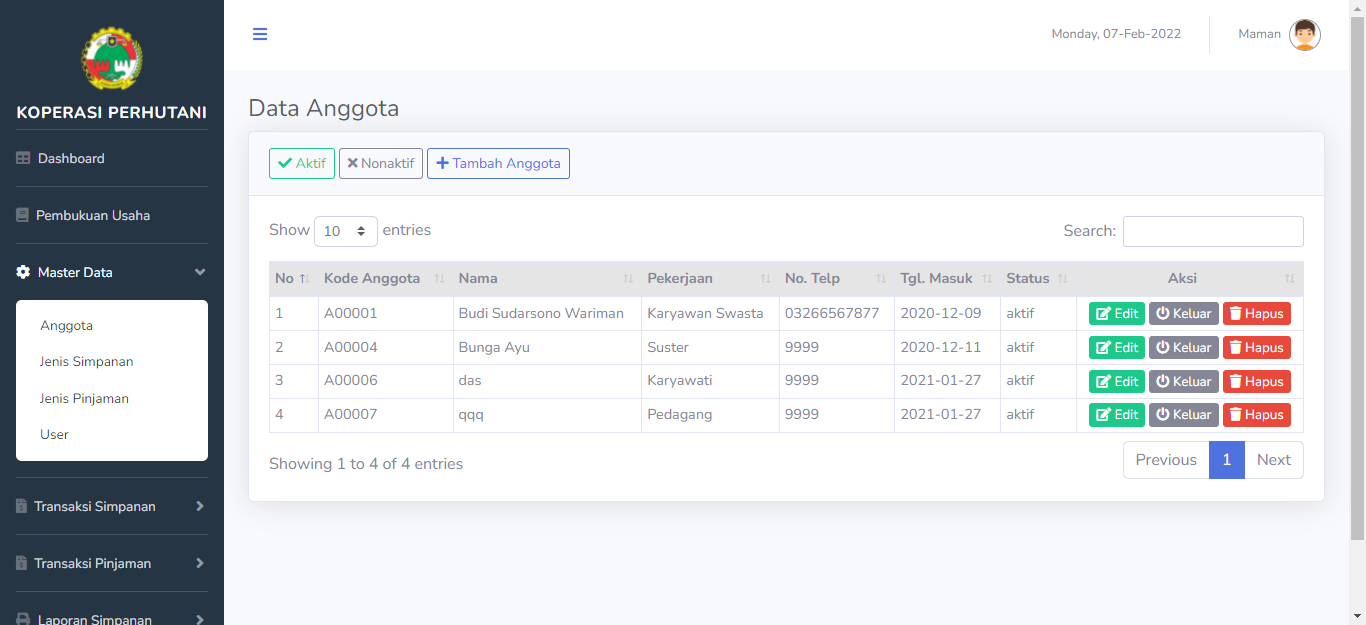 KOPERASI PERHUTANI
Dashboard
Pembukuan Usaha
Master Data
Anggota
Jenis Simpanan
Jenis Pinjaman
User
Transaksi Simpanan
Transaksi Pinjaman
Laporan Simpanan
Monday, 07-Feb-2022 Maman
Data Anggota
Aktif Nonaktif Tambah Anggota
Show 10 entries Search:
No Kode Anggota Nama Pekerjaan No. Telp Tgl. Masuk Status Aksi
1 A00001 Budi Sudarsono Wariman Karyawan Swasta 03266567877 2020-12-09 aktif Edit Keluar Hapus
2 A00004 Bunga Ayu Suster 9999 2020-12-11 aktif Edit Keluar Hapus
3 A00006 das Karyawati 9999 2021-01-27 aktif Edit Keluar Hapus
4 A00007 qqq Pedagang 9999 2021-01-27 aktif Edit Keluar Hapus
Showing 1 to 4 of 4 entries Previous 1 Next